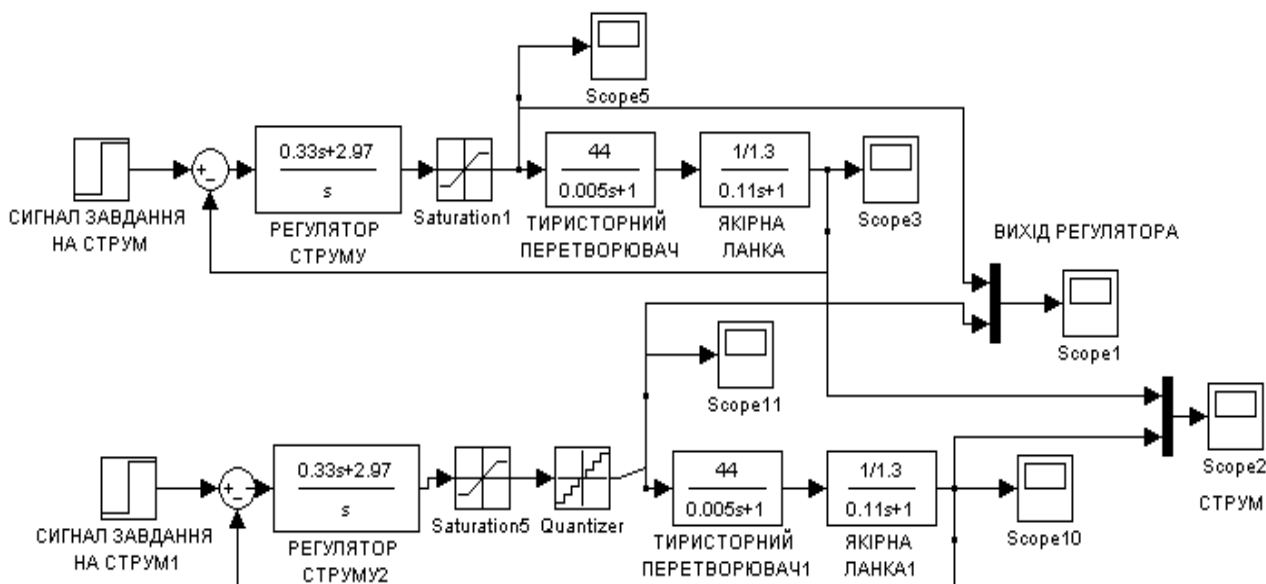 Scope5
0.33s+2.97
s
Saturation1
44
0.005s+1
1/1.3
0.11s+1
Scope3
СИГНАЛ ЗАВДАННЯ
НА СТРУМ
РЕГУЛЯТОР
СТРУМУ
ТИРИСТОРНИЙ
ПЕРЕТВОРЮВАЧ
ЯКІРНА
ЛАНКА
ВИХІД РЕГУЛЯТОРА
Scope1
Scope11
Scope2
СТРУМ
0.33s+2.97
s
Saturation5
Quantizer
44
0.005s+1
1/1.3
0.11s+1
Scope10
СИГНАЛ ЗАВДАННЯ
НА СТРУМ1
РЕГУЛЯТОР
СТРУМУ2
ТИРИСТОРНИЙ
ПЕРЕТВОРЮВАЧ1
ЯКІРНА
ЛАНКА1